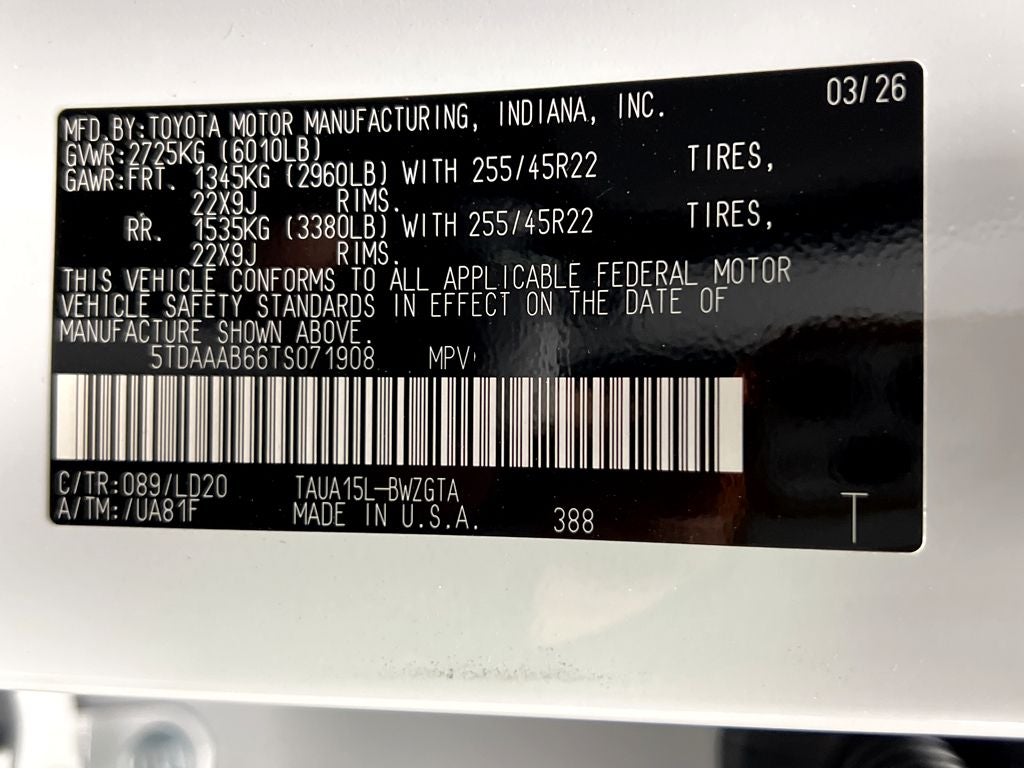 03/26
MFD.BY:TOYOTA MOTOR MANUFACTURING, INDIANA, INC.
GVWR:2725KG (6010LB)
GAWR:FRT. 1345KG (2960LB) WITH 255/45R22 TIRES,
22X9J RIMS.
RR. 1535KG (3380LB) WITH 255/45R22 TIRES,
22X9J RIMS.
THIS VEHICLE CONFORMS TO ALL APPLICABLE FEDERAL MOTOR
VEHICLE SAFETY STANDARDS IN EFFECT ON THE DATE OF
MANUFACTURE SHOWN ABOVE.
5TDAAAB66TS071908 MPV
C/TR:089/LD20 TAUA15L-BWZGTA
A/TM:/UA81F MADE IN U.S.A. 388 T